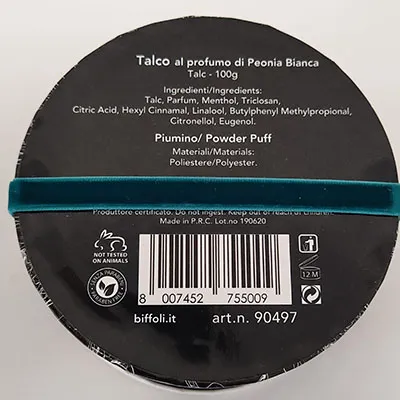 Talco al profumo di Peonia Bianca
Talc - 100g
Ingredienti/Ingredients:
Talc, Parfum, Menthol, Triclosan,
Citric Acid, Hexyl Cinnamal, Linalool, Butylphenyl Methylpropional,
Citronellol, Eugenol.
Piumino/ Powder Puff
Materiali/Materials:
Poliestere/Polyester.
Produttore certificato. Do not ingest. Keep out of reach of children.
Made in P.R.C. Lot.no 190620
NOT TESTED
ON ANIMALS
SENZA PARABENI
PARABEN FREE
12 M
8 007452 755009
biffoli.it
art.n. 90497